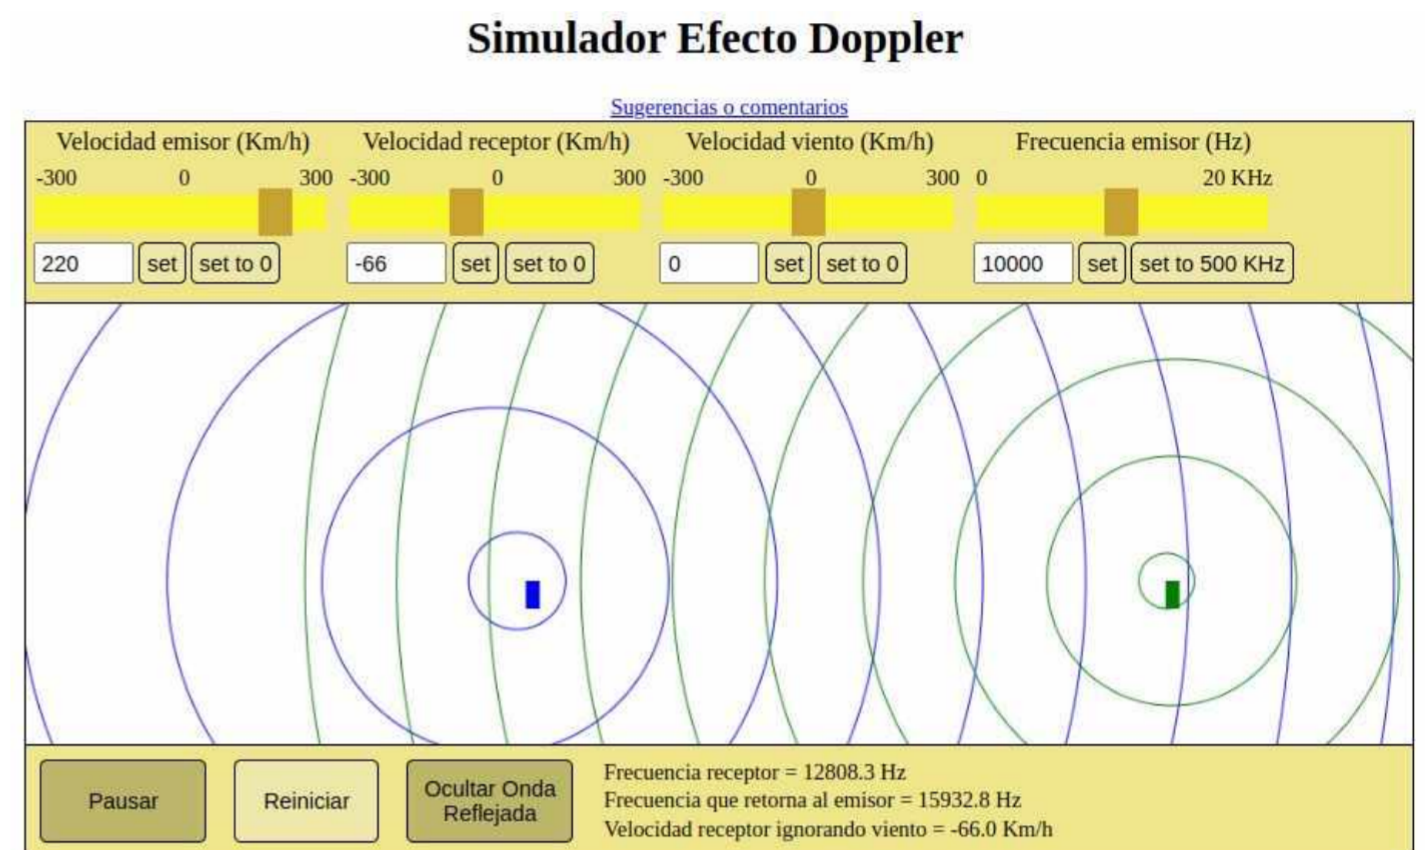 Simulador Efecto Doppler
Sugerencias o comentarios
Velocidad emisor (Km/h) Velocidad receptor (Km/h) Velocidad viento (Km/h) Frecuencia emisor (Hz)
-300 0 300 -300 0 300 -300 0 300 0 20 KHz
220 set set to 0 -66 set set to 0 0 set set to 0 10000 set set to 500 KHz
Pausar
Reiniciar
Ocultar Onda
Reflejada
Frecuencia receptor = 12808.3 Hz
Frecuencia que retorna al emisor = 15932.8 Hz
Velocidad receptor ignorando viento = -66.0 Km/h